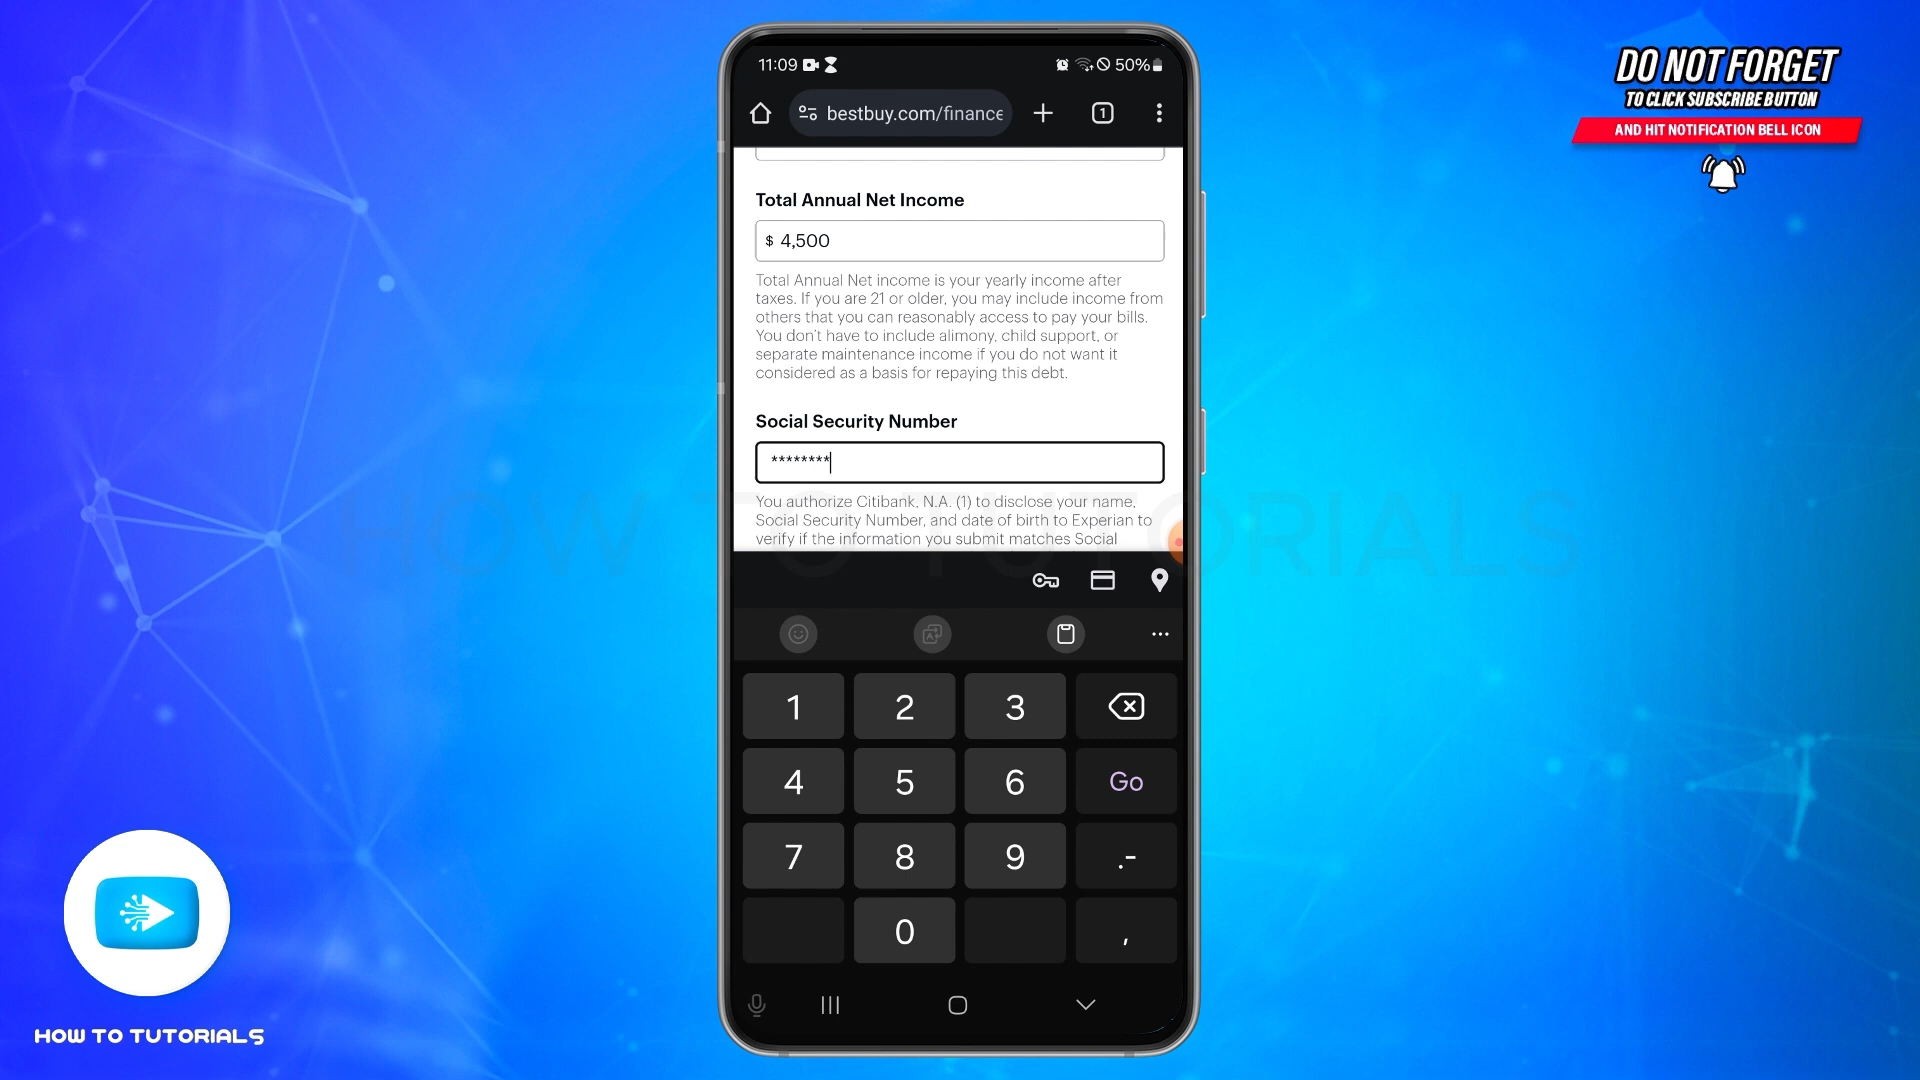 DO NOT FORGET
TO CLICK SUBSCRIBE BUTTON
AND HIT NOTIFICATION BELL ICON
11:09
50%
bestbuy.com/finance
1
Total Annual Net Income
$ 4,500
Total Annual Net income is your yearly income after
taxes. If you are 21 or older, you may include income from
others that you can reasonably access to pay your bills.
You don't have to include alimony, child support, or
separate maintenance income if you do not want it
considered as a basis for repaying this debt.
Social Security Number
********
You authorize Citibank, N.A. (1) to disclose your name,
Social Security Number, and date of birth to Experian to
verify if the information you submit matches Social
HOW TO TUTORIALS
1 2 3
4 5 6 Go
7 8 9 .-
0 ,
HOW TO TUTORIALS